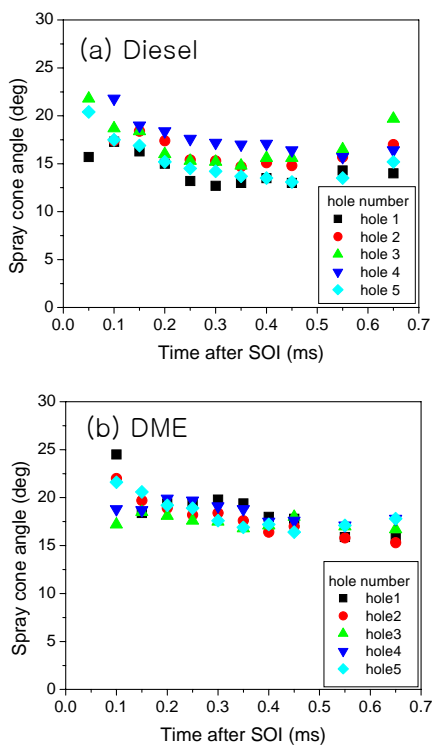 (a) Diesel
30
25
20
15
10
5
0
Spray cone angle (deg)
hole number
hole 1
hole 2
hole 3
hole 4
hole 5
0.0 0.1 0.2 0.3 0.4 0.5 0.6 0.7
Time after SOI (ms)
(b) DME
30
25
20
15
10
5
0
Spray cone angle (deg)
hole number
hole1
hole2
hole3
hole4
hole5
0.0 0.1 0.2 0.3 0.4 0.5 0.6 0.7
Time after SOI (ms)